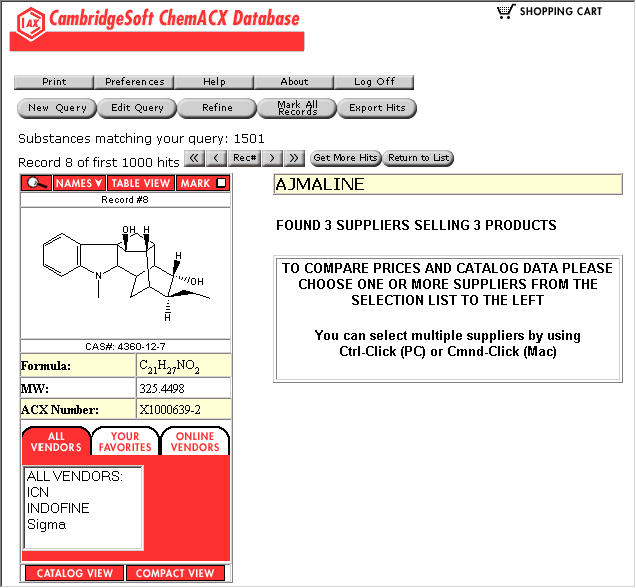 IAX CambridgeSoft ChemACX Database
SHOPPING CART
Print Preferences Help About Log Off
New Query Edit Query Refine Mark All Records Export Hits
Substances matching your query: 1501
Record 8 of first 1000 hits << < Rec# > >> Get More Hits Return to List
NAMES TABLE VIEW MARK
Record #8
OH H
H
OH
N
H
CAS#: 4360-12-7
Formula: C21H27NO2
MW: 325.4498
ACX Number: X1000639-2
ALL VENDORS YOUR FAVORITES ONLINE VENDORS
ALL VENDORS:
ICN
INDOFINE
Sigma
CATALOG VIEW COMPACT VIEW
AJMALINE
FOUND 3 SUPPLIERS SELLING 3 PRODUCTS
TO COMPARE PRICES AND CATALOG DATA PLEASE
CHOOSE ONE OR MORE SUPPLIERS FROM THE
SELECTION LIST TO THE LEFT
You can select multiple suppliers by using
Ctrl-Click (PC) or Cmnd-Click (Mac)